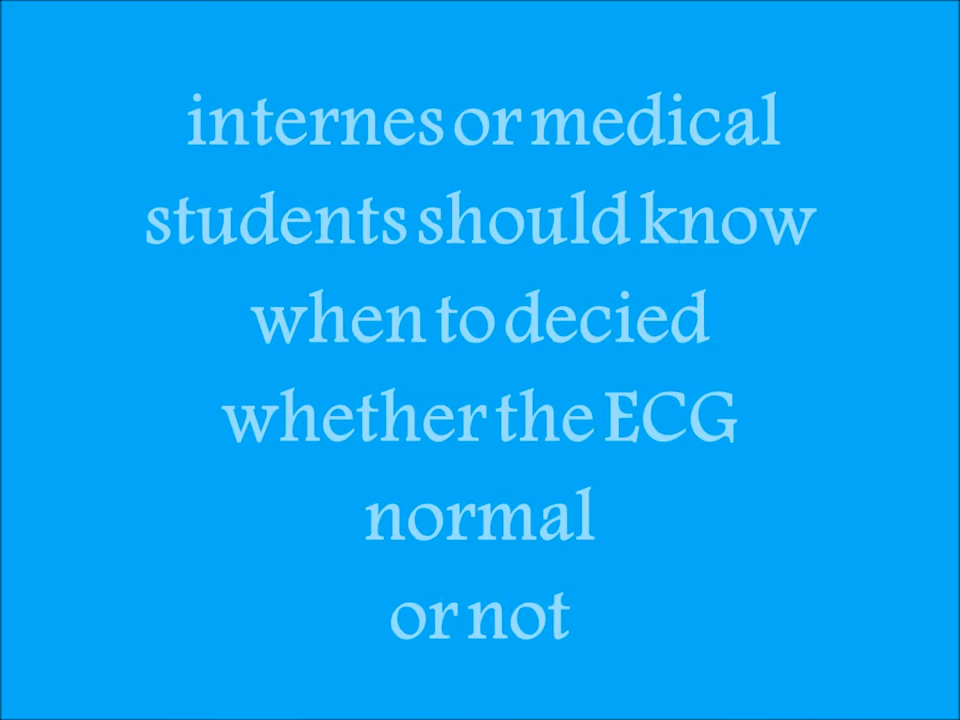 internes or medical
students should know
when to decied
whether the ECG
normal
or not